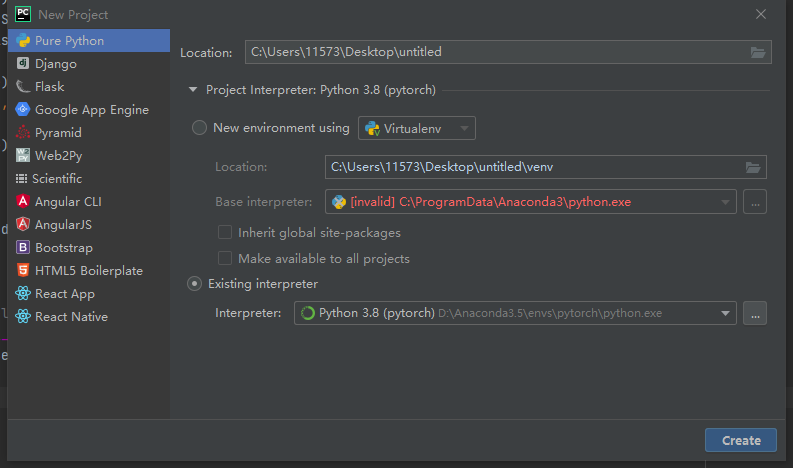 New Project
Pure Python
Django
Flask
Google App Engine
Pyramid
Web2Py
Scientific
Angular CLI
AngularJS
Bootstrap
HTML5 Boilerplate
React App
React Native
Location: C:\Users\11573\Desktop\untitled
Project Interpreter: Python 3.8 (pytorch)
New environment using Virtualenv
Location: C:\Users\11573\Desktop\untitled\venv
Base interpreter: [invalid] C:\ProgramData\Anaconda3\python.exe ...
Inherit global site-packages
Make available to all projects
Existing interpreter
Interpreter: Python 3.8 (pytorch) D:\Anaconda3.5\envs\pytorch\python.exe ...
Create